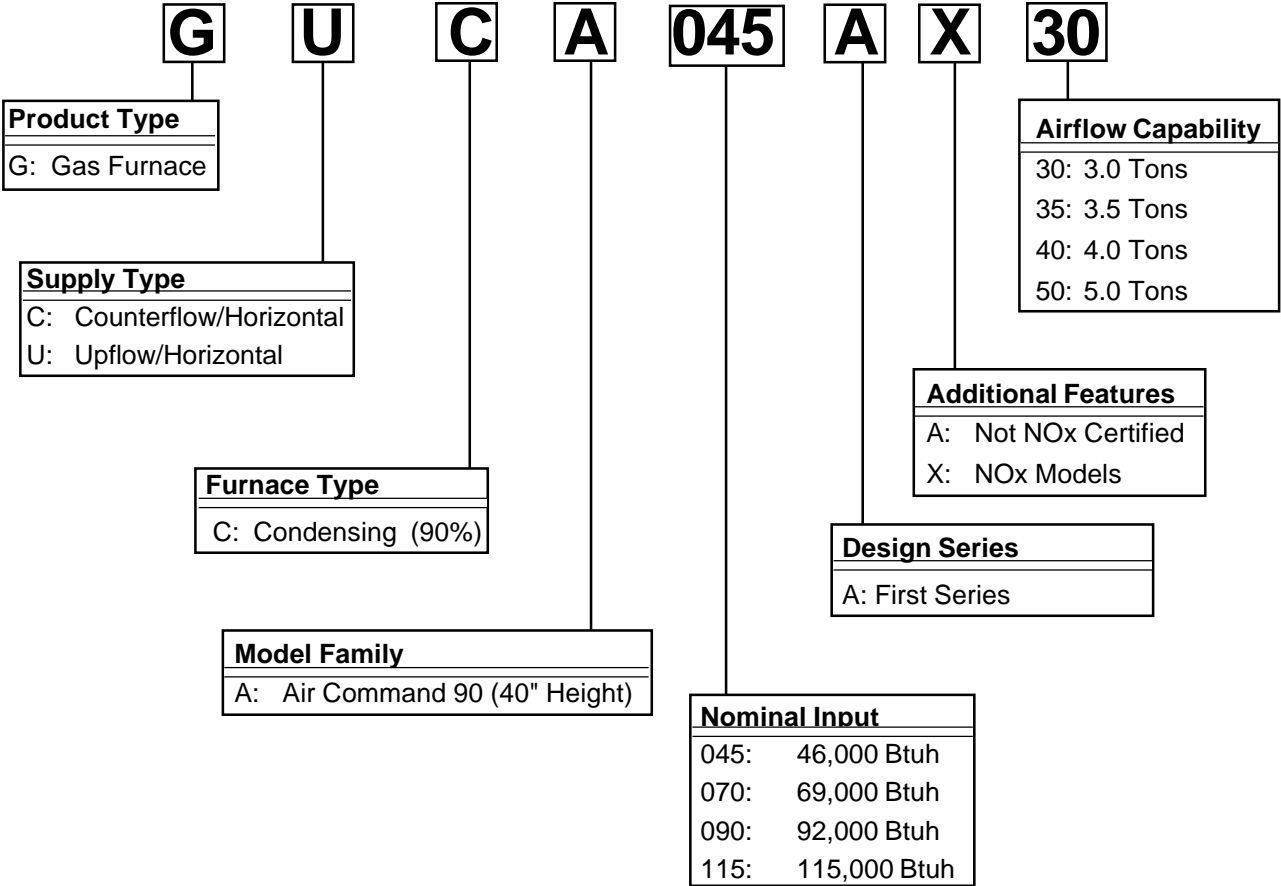 G U C A 045 A X 30
Product Type
G: Gas Furnace
Airflow Capability
30: 3.0 Tons
35: 3.5 Tons
40: 4.0 Tons
50: 5.0 Tons
Supply Type
C: Counterflow/Horizontal
U: Upflow/Horizontal
Additional Features
A: Not NOx Certified
X: NOx Models
Furnace Type
C: Condensing (90%)
Design Series
A: First Series
Model Family
A: Air Command 90 (40" Height)
Nominal Input
045: 46,000 Btuh
070: 69,000 Btuh
090: 92,000 Btuh
115: 115,000 Btuh